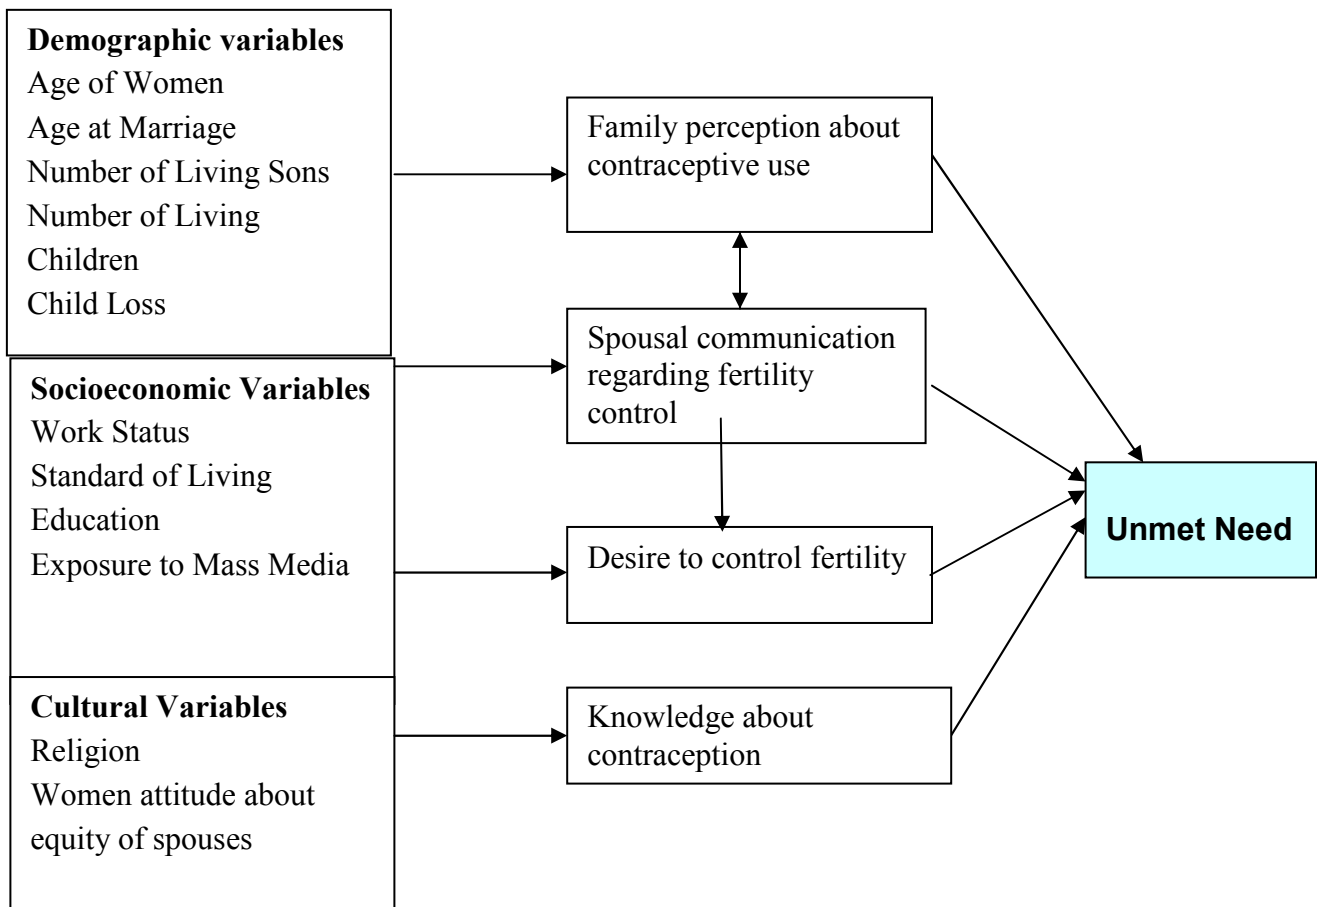 Demographic variables
Age of Women
Age at Marriage
Number of Living Sons
Number of Living
Children
Child Loss
Socioeconomic Variables
Work Status
Standard of Living
Education
Exposure to Mass Media
Cultural Variables
Religion
Women attitude about
equity of spouses
Family perception about
contraceptive use
Spousal communication
regarding fertility
control
Desire to control fertility
Knowledge about
contraception
Unmet Need